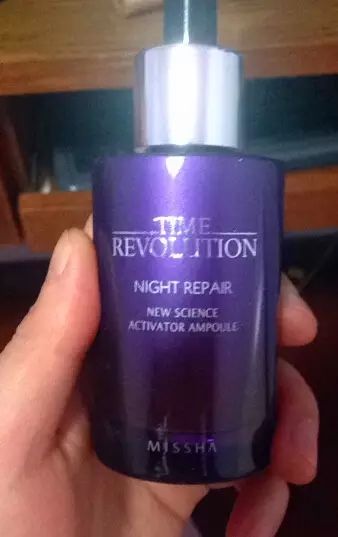 TIME
REVOLUTION
NIGHT REPAIR
NEW SCIENCE
ACTIVATOR AMPOULE
MISSHA